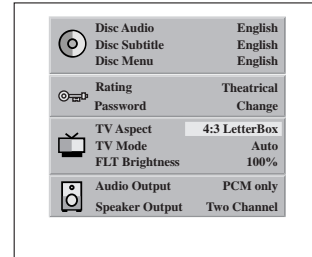 Disc Audio English
Disc Subtitle English
Disc Menu English
Rating Theatrical
Password Change
TV Aspect 4:3 LetterBox
TV Mode Auto
FLT Brightness 100%
Audio Output PCM only
Speaker Output Two Channel